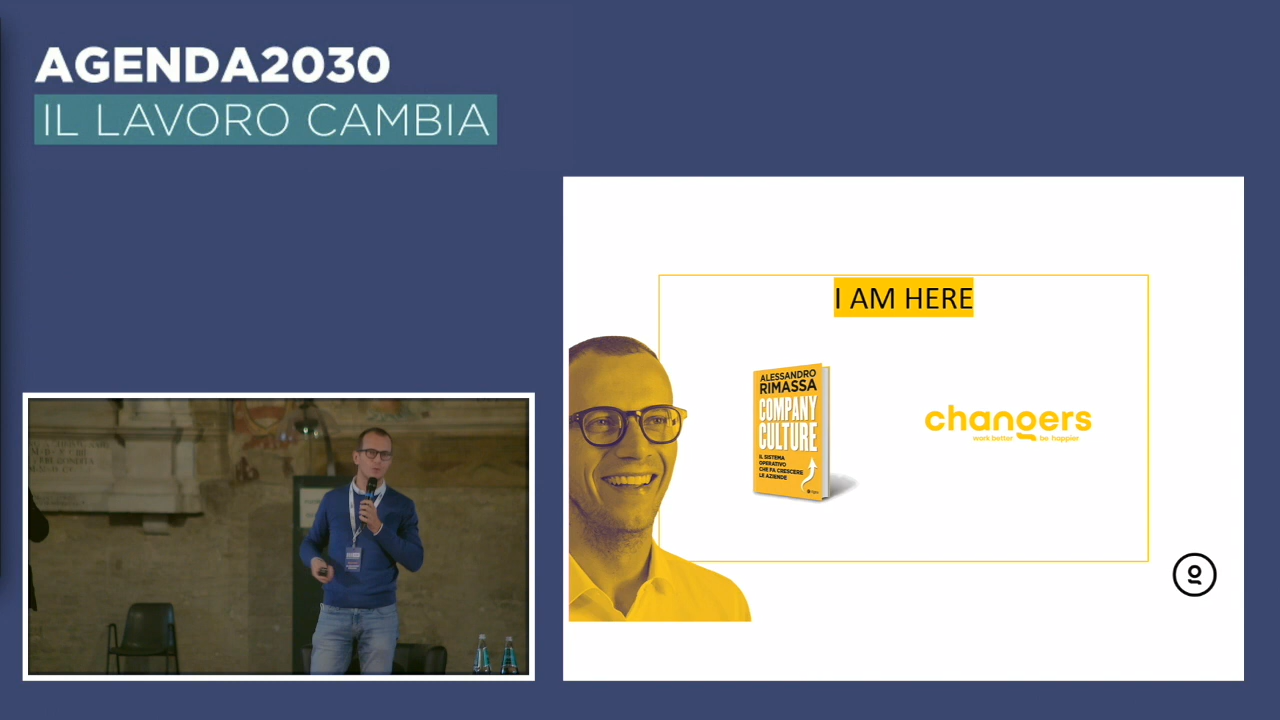 AGENDA2030
IL LAVORO CAMBIA
I AM HERE
ALESSANDRO
RIMASSA
COMPANY
CULTURE
IL SISTEMA
OPERATIVO
CHE FA CRESCERE
LE AZIENDE
changers
work better be happier